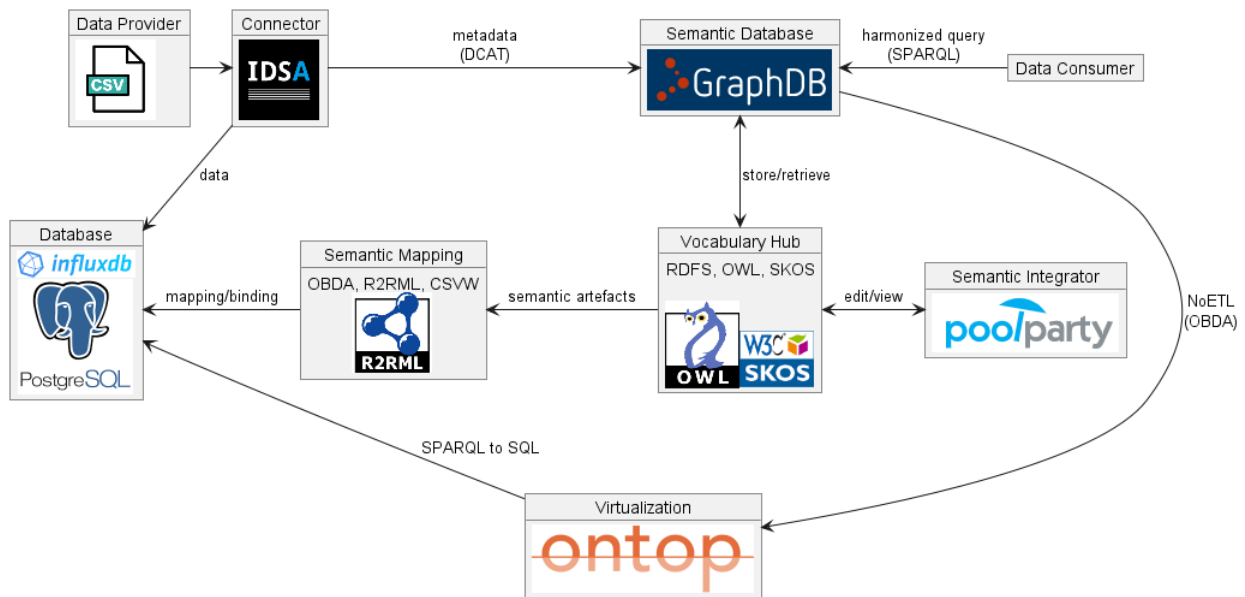 Data Provider
CSV
Connector
IDSA
metadata
(DCAT)
Semantic Database
GraphDB
harmonized query
(SPARQL)
Data Consumer
data
store/retrieve
Database
influxdb
PostgreSQL
mapping/binding
Semantic Mapping
OBDA, R2RML, CSVW
R2RML
semantic artefacts
Vocabulary Hub
RDFS, OWL, SKOS
OWL
W3C
SKOS
edit/view
Semantic Integrator
poolparty
NoETL
(OBDA)
SPARQL to SQL
Virtualization
ontop